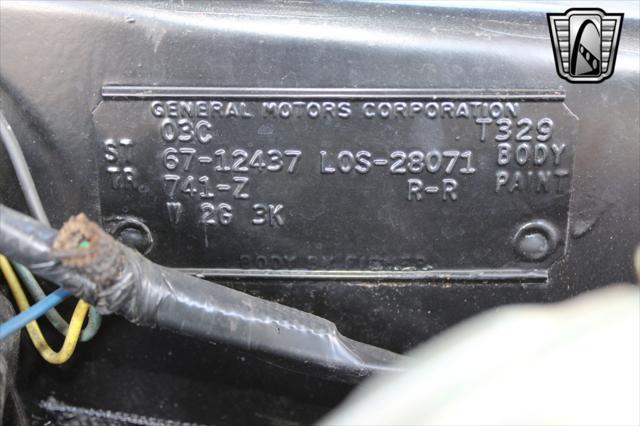 GENERAL MOTORS CORPORATION
03C T329
ST 67-12437 LOS-28071 BODY
TR. 741-Z R-R PAINT
W 2G 3K
BODY BY FISHER